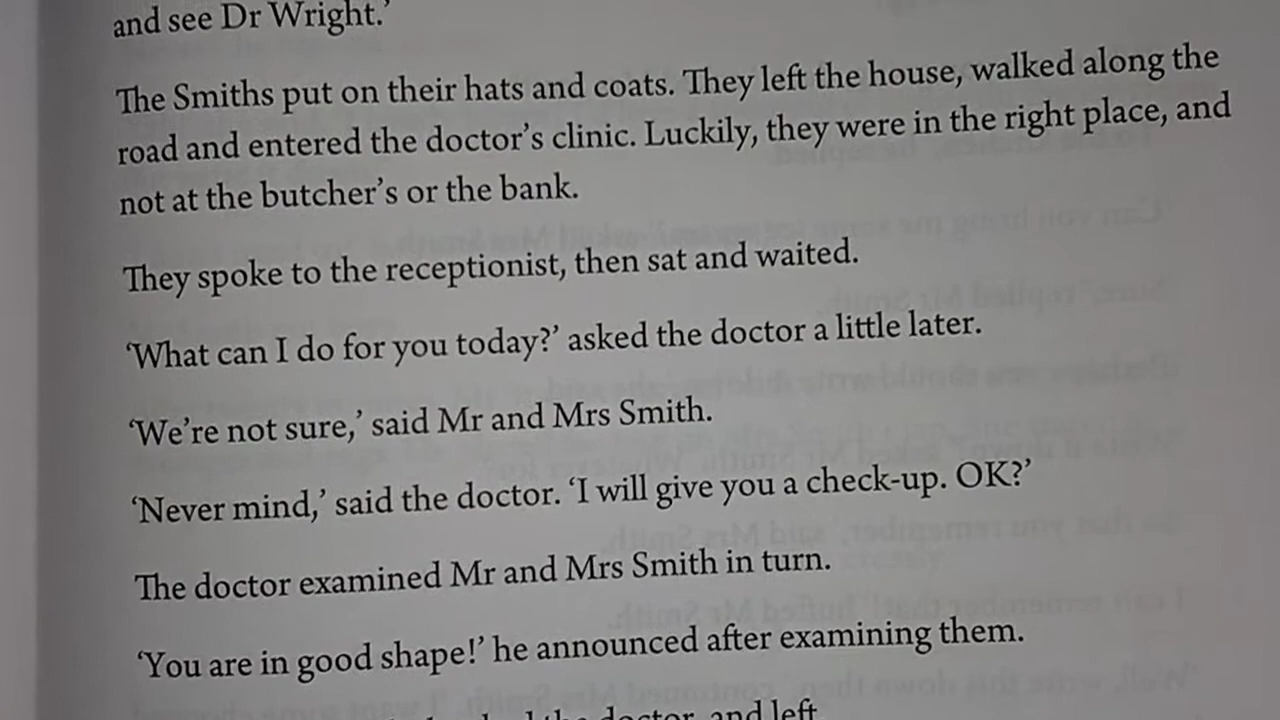 and see Dr Wright.’
The Smiths put on their hats and coats. They left the house, walked along the
road and entered the doctor’s clinic. Luckily, they were in the right place, and
not at the butcher’s or the bank.
They spoke to the receptionist, then sat and waited.
‘What can I do for you today?’ asked the doctor a little later.
‘We’re not sure,’ said Mr and Mrs Smith.
‘Never mind,’ said the doctor. ‘I will give you a check-up. OK?’
The doctor examined Mr and Mrs Smith in turn.
‘You are in good shape!’ he announced after examining them.
the doctor, and left